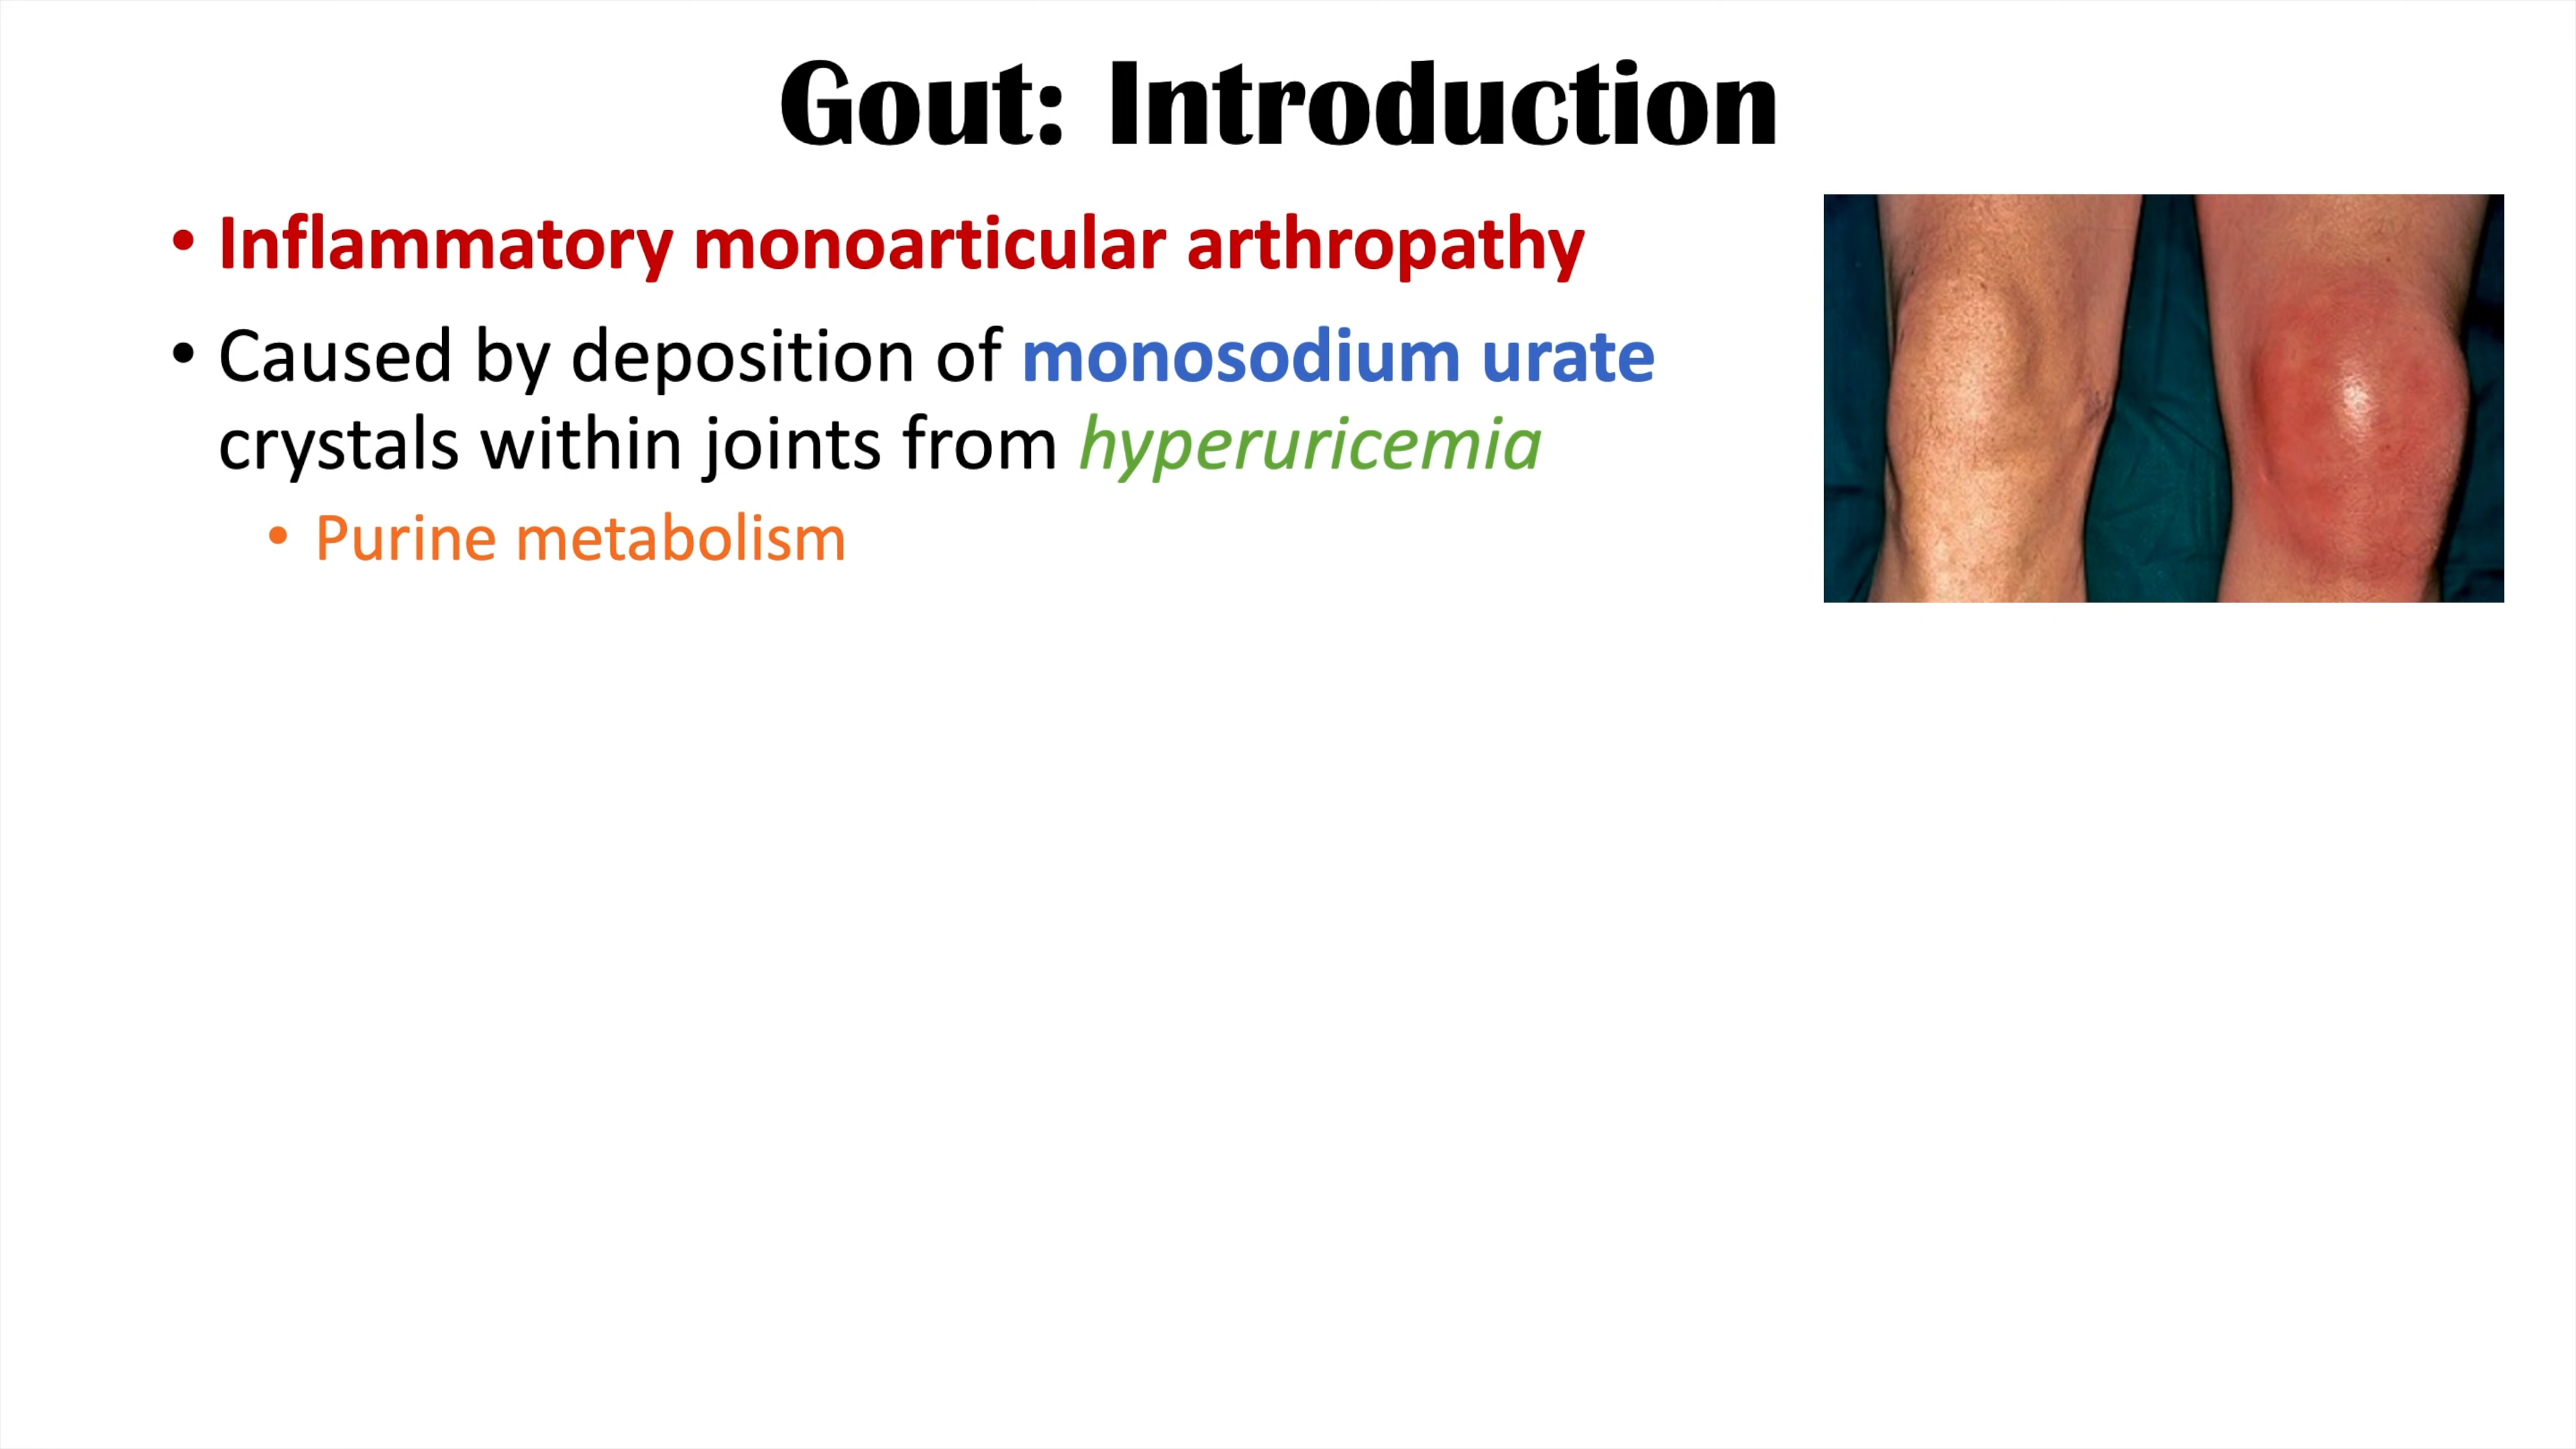 Gout: Introduction
• Inflammatory monoarticular arthropathy
• Caused by deposition of monosodium urate
crystals within joints from hyperuricemia
• Purine metabolism